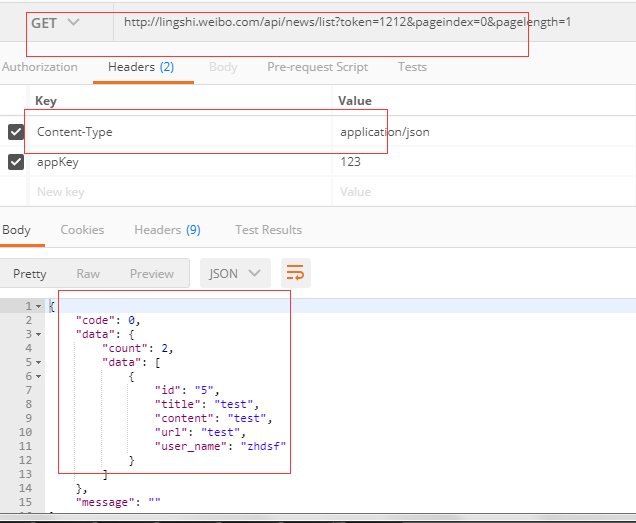 GET http://lingshi.weibo.com/api/news/list?token=1212&pageindex=0&pagelength=1
Authorization Headers (2) Body Pre-request Script Tests
Key Value
Content-Type application/json
appKey 123
New key Value
Body Cookies Headers (9) Test Results
Pretty Raw Preview JSON
1 {
2 "code": 0,
3 "data": {
4 "count": 2,
5 "data": [
6 {
7 "id": "5",
8 "title": "test",
9 "content": "test",
10 "url": "test",
11 "user_name": "zhdsf"
12 }
13 ]
14 },
15 "message": ""